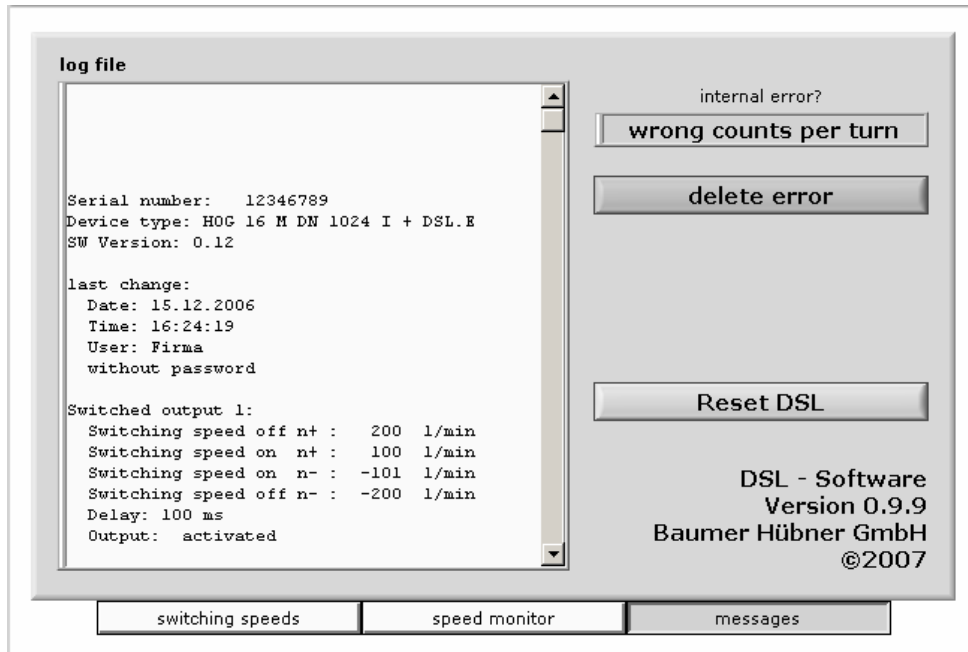 log file
Serial number: 12346789
Device type: HOG 16 M DN 1024 I + DSL.E
SW Version: 0.12
last change:
Date: 15.12.2006
Time: 16:24:19
User: Firma
without password
Switched output 1:
Switching speed off n+ : 200 1/min
Switching speed on n+ : 100 1/min
Switching speed on n- : -101 1/min
Switching speed off n- : -200 1/min
Delay: 100 ms
Output: activated
internal error?
wrong counts per turn
delete error
Reset DSL
DSL - Software
Version 0.9.9
Baumer Hübner GmbH
©2007
switching speeds
speed monitor
messages